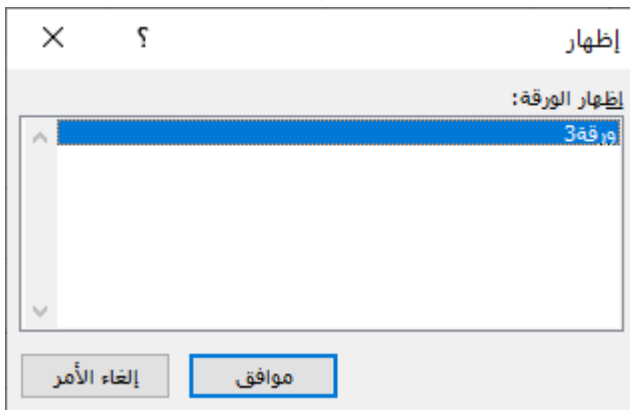 إظهار ؟
إظهار الورقة:
ورقة3
موافق إلغاء الأمر